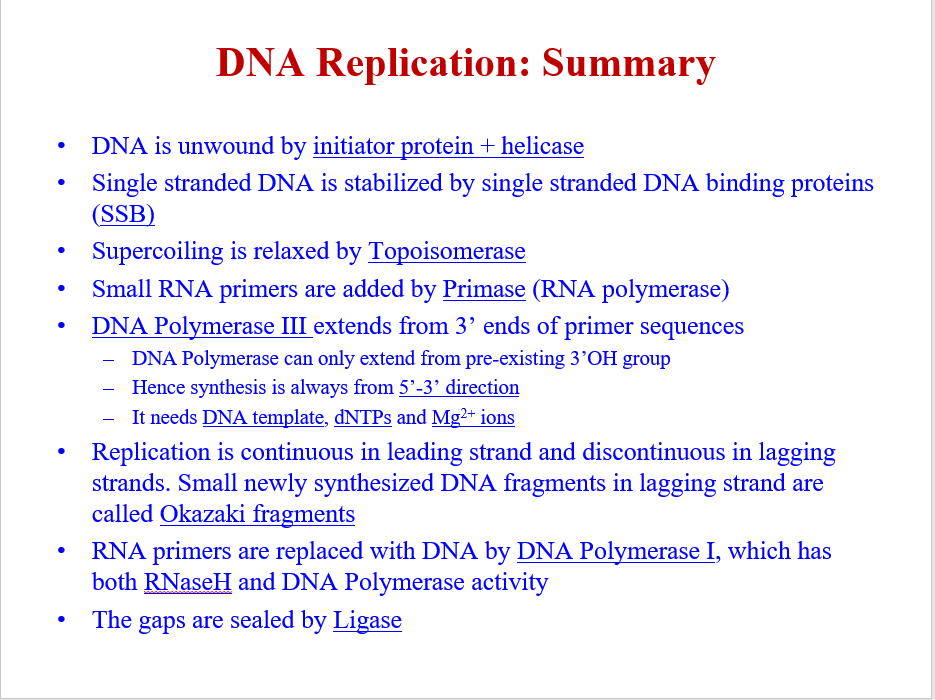 DNA Replication: Summary
• DNA is unwound by initiator protein + helicase
• Single stranded DNA is stabilized by single stranded DNA binding proteins
(SSB)
• Supercoiling is relaxed by Topoisomerase
• Small RNA primers are added by Primase (RNA polymerase)
• DNA Polymerase III extends from 3’ ends of primer sequences
– DNA Polymerase can only extend from pre-existing 3’OH group
– Hence synthesis is always from 5’-3’ direction
– It needs DNA template, dNTPs and Mg²⁺ ions
• Replication is continuous in leading strand and discontinuous in lagging
strands. Small newly synthesized DNA fragments in lagging strand are
called Okazaki fragments
• RNA primers are replaced with DNA by DNA Polymerase I, which has
both RNaseH and DNA Polymerase activity
• The gaps are sealed by Ligase